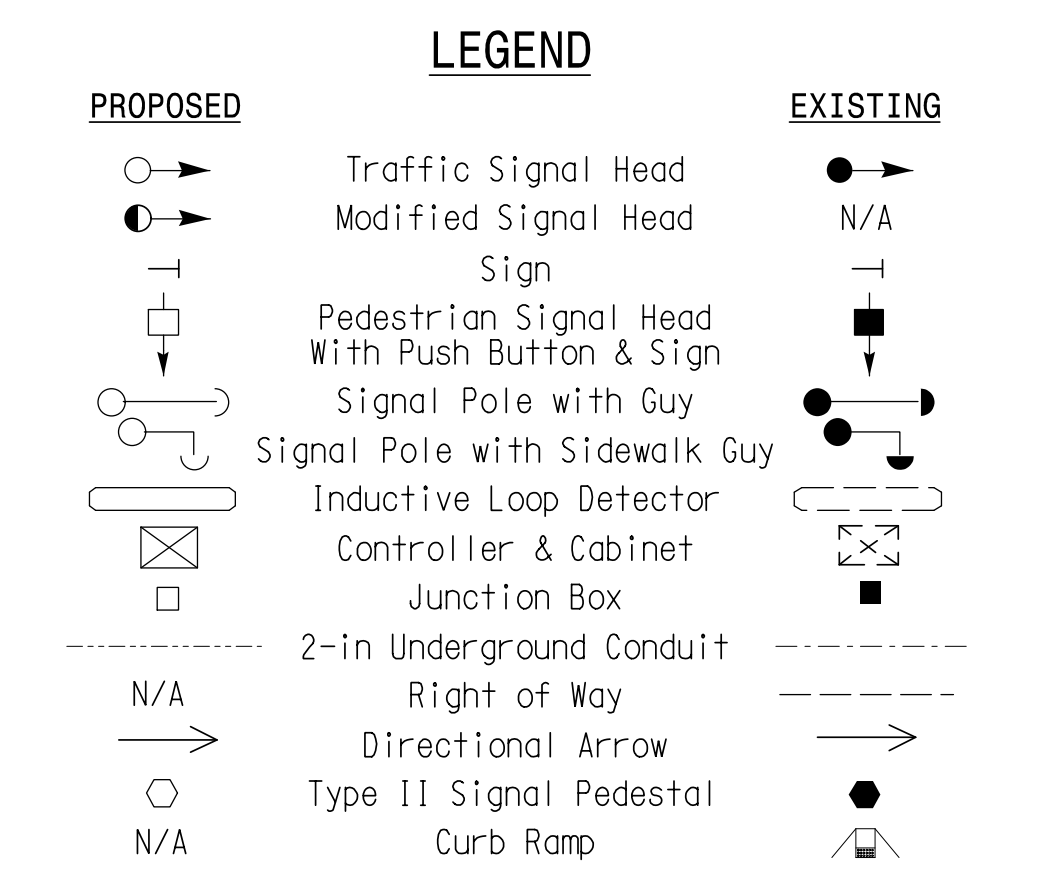 LEGEND
PROPOSED EXISTING
Traffic Signal Head
Modified Signal Head N/A
Sign
Pedestrian Signal Head
With Push Button & Sign
Signal Pole with Guy
Signal Pole with Sidewalk Guy
Inductive Loop Detector
Controller & Cabinet
Junction Box
2-in Underground Conduit
N/A Right of Way
Directional Arrow
Type II Signal Pedestal
N/A Curb Ramp